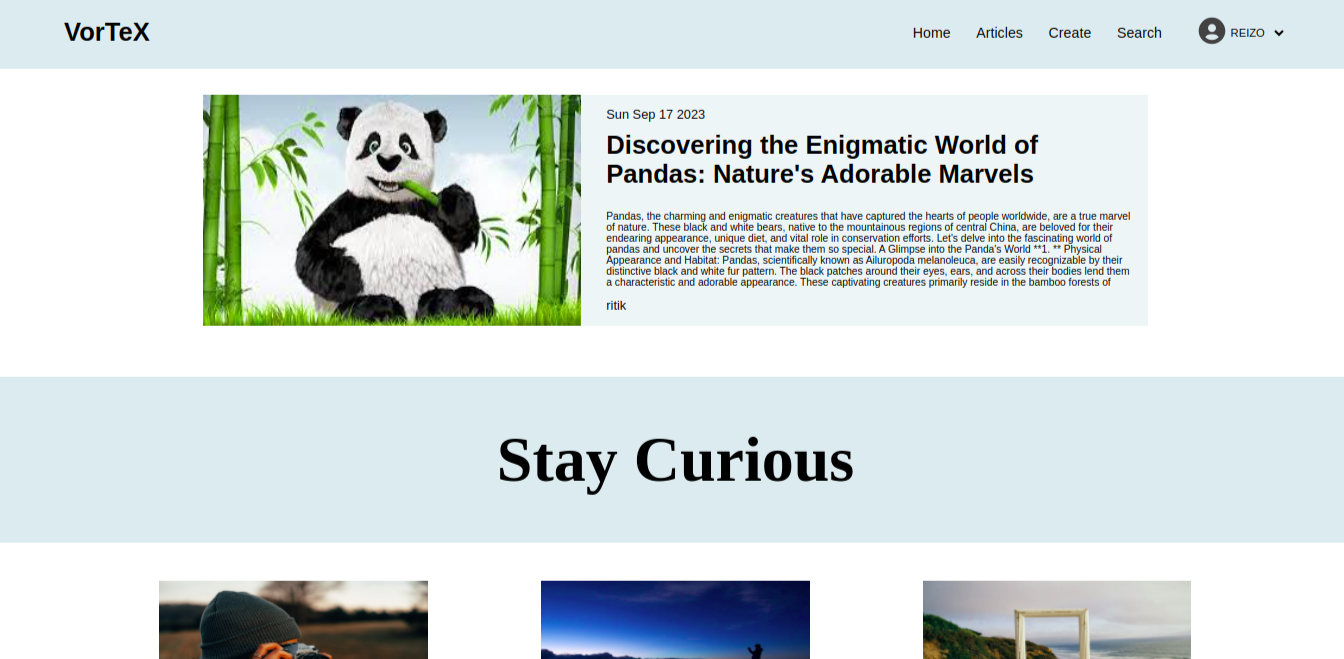 VorTeX
Home Articles Create Search REIZO
Sun Sep 17 2023
Discovering the Enigmatic World of
Pandas: Nature's Adorable Marvels
Pandas, the charming and enigmatic creatures that have captured the hearts of people worldwide, are a true marvel
of nature. These black and white bears, native to the mountainous regions of central China, are beloved for their
endearing appearance, unique diet, and vital role in conservation efforts. Let's delve into the fascinating world of
pandas and uncover the secrets that make them so special. A Glimpse into the Panda's World **1. ** Physical
Appearance and Habitat: Pandas, scientifically known as Ailuropoda melanoleuca, are easily recognizable by their
distinctive black and white fur pattern. The black patches around their eyes, ears, and across their bodies lend them
a characteristic and adorable appearance. These captivating creatures primarily reside in the bamboo forests of
ritik
Stay Curious